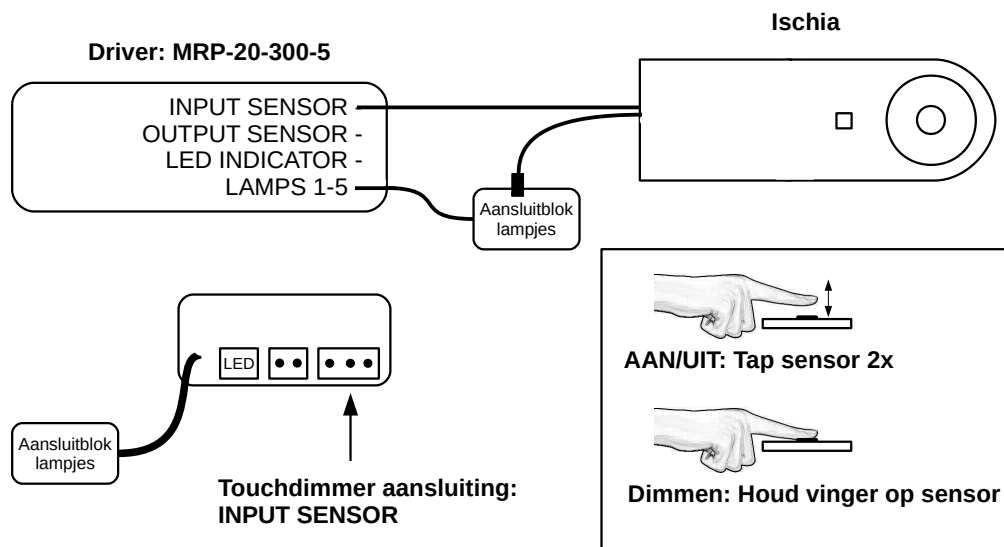 Ischia
Driver: MRP-20-300-5
INPUT SENSOR -
OUTPUT SENSOR -
LED INDICATOR -
LAMPS 1-5
Aansluitblok
lampjes
LED
Aansluitblok
lampjes
Touchdimmer aansluiting:
INPUT SENSOR
AAN/UIT: Tap sensor 2x
Dimmen: Houd vinger op sensor